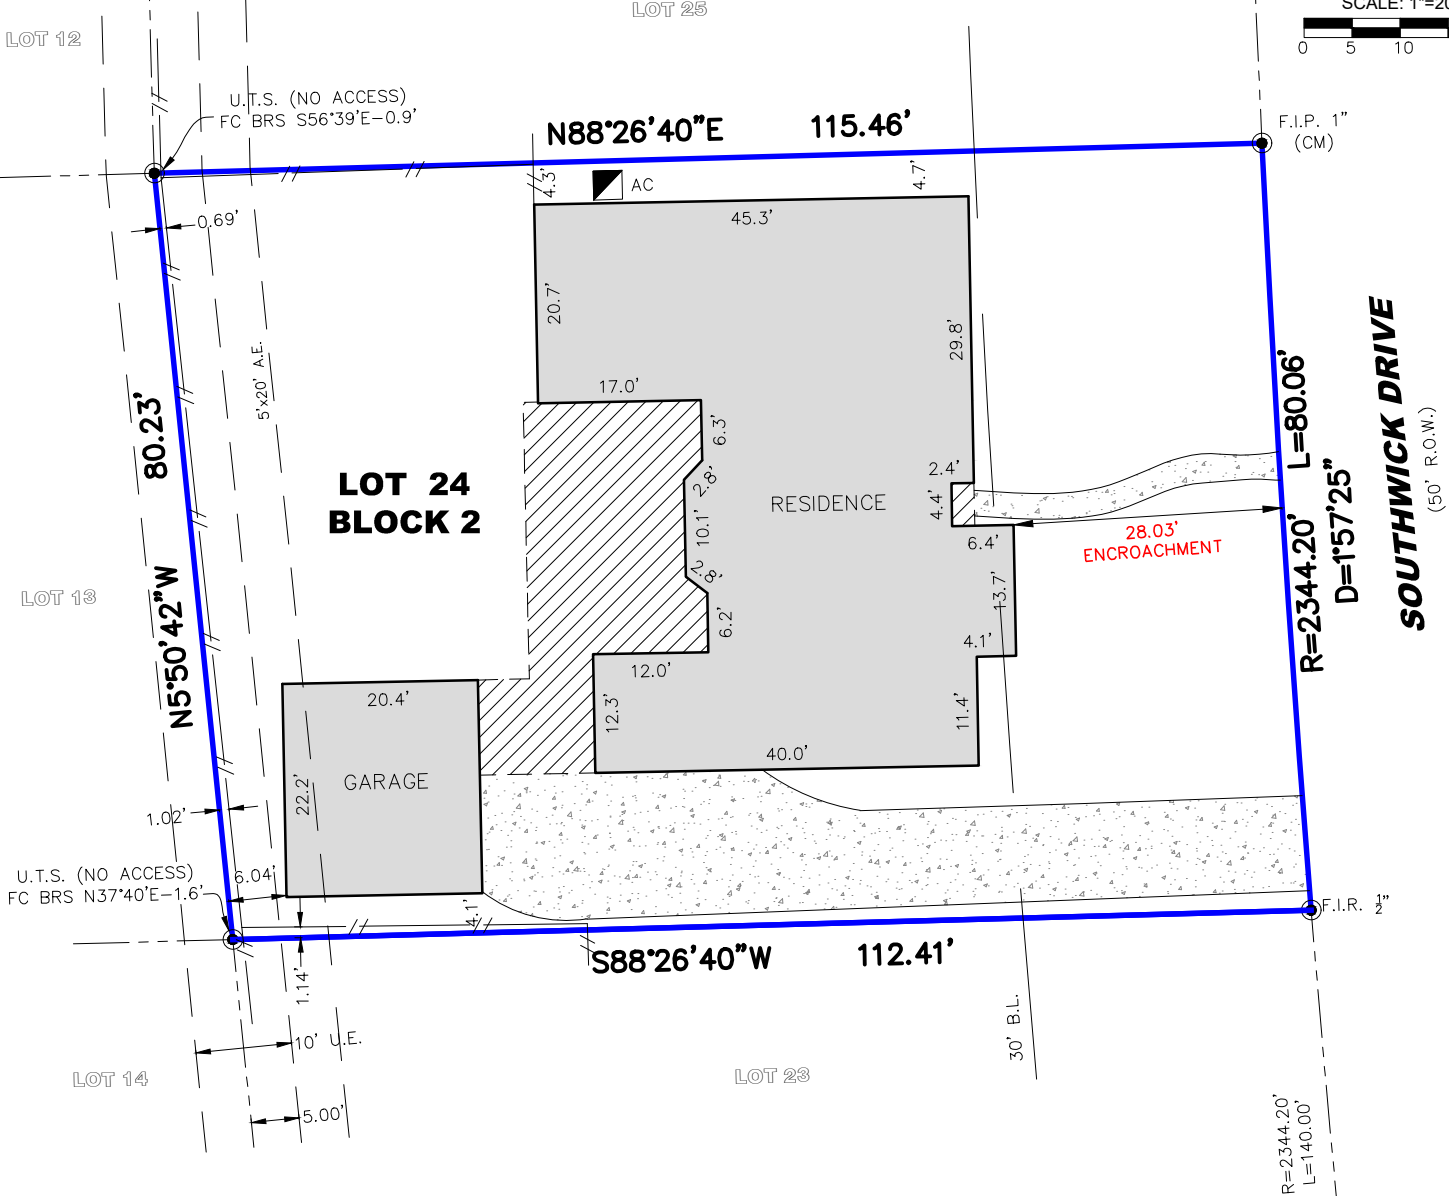 LOT 25
SCALE: 1"=20
0 5 10
LOT 12
U.T.S. (NO ACCESS)
FC BRS S56°39'E-0.9'
N88°26'40"E 115.46'
F.I.P. 1"
(CM)
4.3'
AC
4.7'
45.3'
0.69'
20.7'
29.8'
5'x20' A.E.
17.0'
6.3'
80.23'
L=80.06'
SOUTHWICK DRIVE
(50' R.O.W.)
LOT 24
BLOCK 2
2.8'
2.4'
4.4'
RESIDENCE
10.1'
D=1°57'25"
R=2344.20'
28.03'
ENCROACHMENT
6.4'
2.8'
13.7'
LOT 13
N5°50'42"W
6.2'
4.1'
12.0'
20.4'
12.3'
11.4'
40.0'
GARAGE
22.2'
1.02'
U.T.S. (NO ACCESS)
FC BRS N37°40'E-1.6'
6.04'
4.1'
F.I.R. 1/2"
S88°26'40"W 112.41'
1.14'
30' B.L.
10' U.E.
LOT 14
LOT 23
5.00'
R=2344.20'
L=140.00'